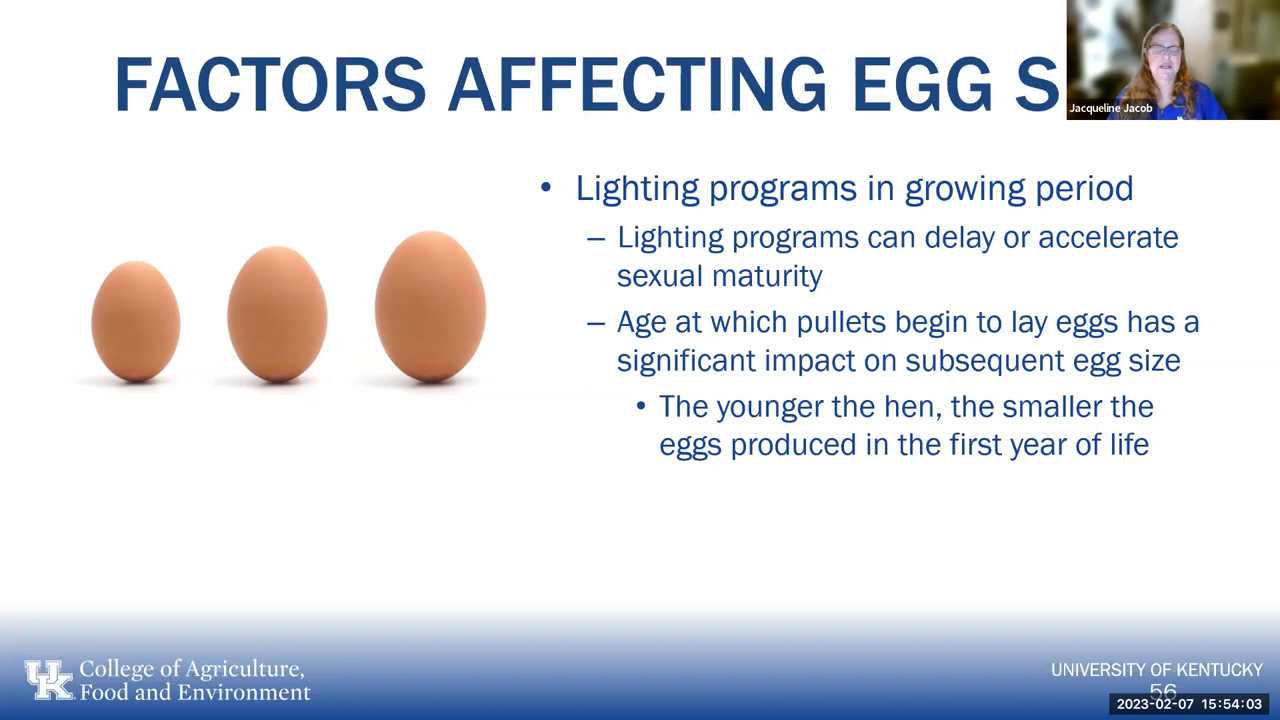 FACTORS AFFECTING EGG S
Jacqueline Jacob
• Lighting programs in growing period
– Lighting programs can delay or accelerate
sexual maturity
– Age at which pullets begin to lay eggs has a
significant impact on subsequent egg size
• The younger the hen, the smaller the
eggs produced in the first year of life
UK College of Agriculture,
Food and Environment
UNIVERSITY OF KENTUCKY
56
2023-02-07 15:54:03